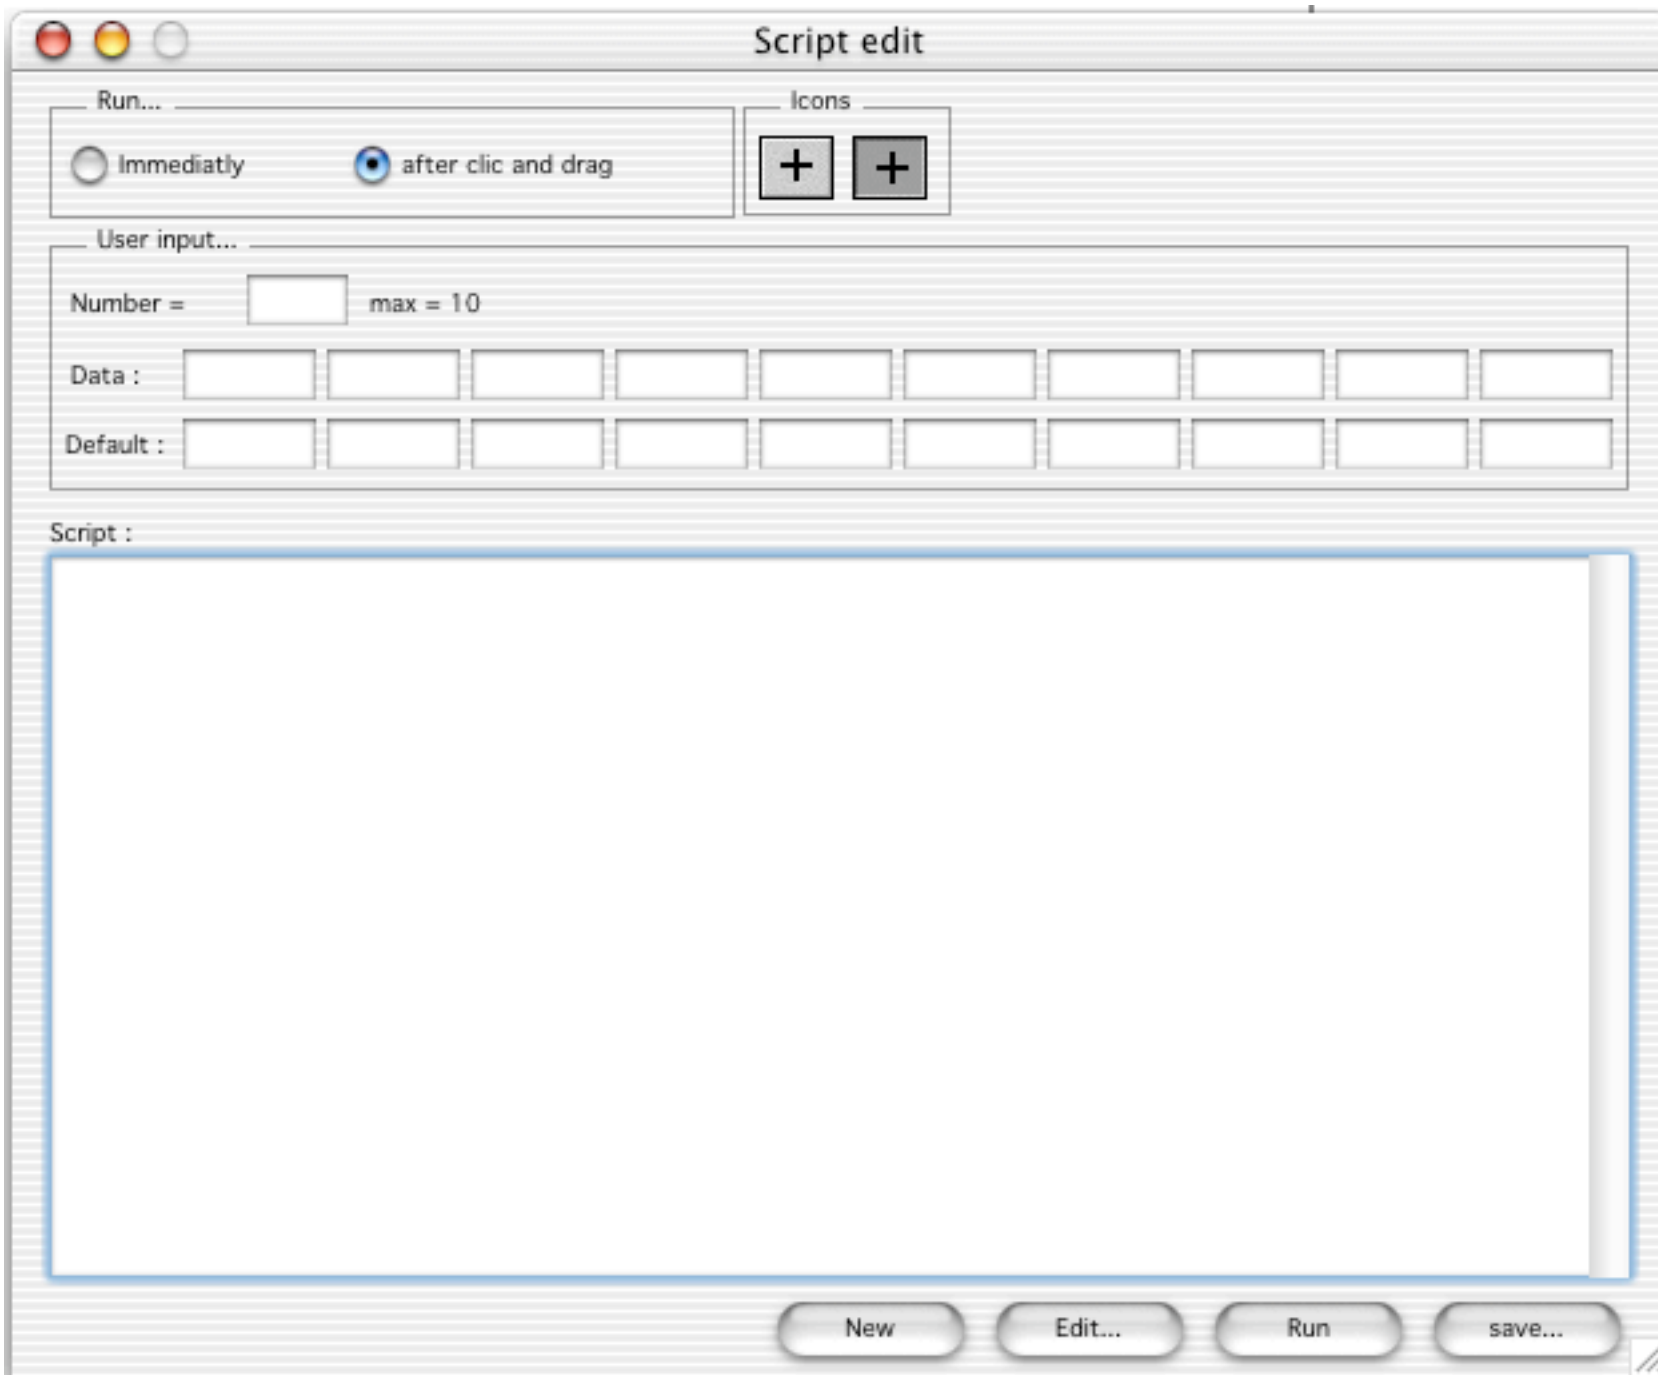 Script edit
Run... Icons
Immediatly after clic and drag + +
User input...
Number = max = 10
Data :
Default :
Script :
New Edit... Run save...